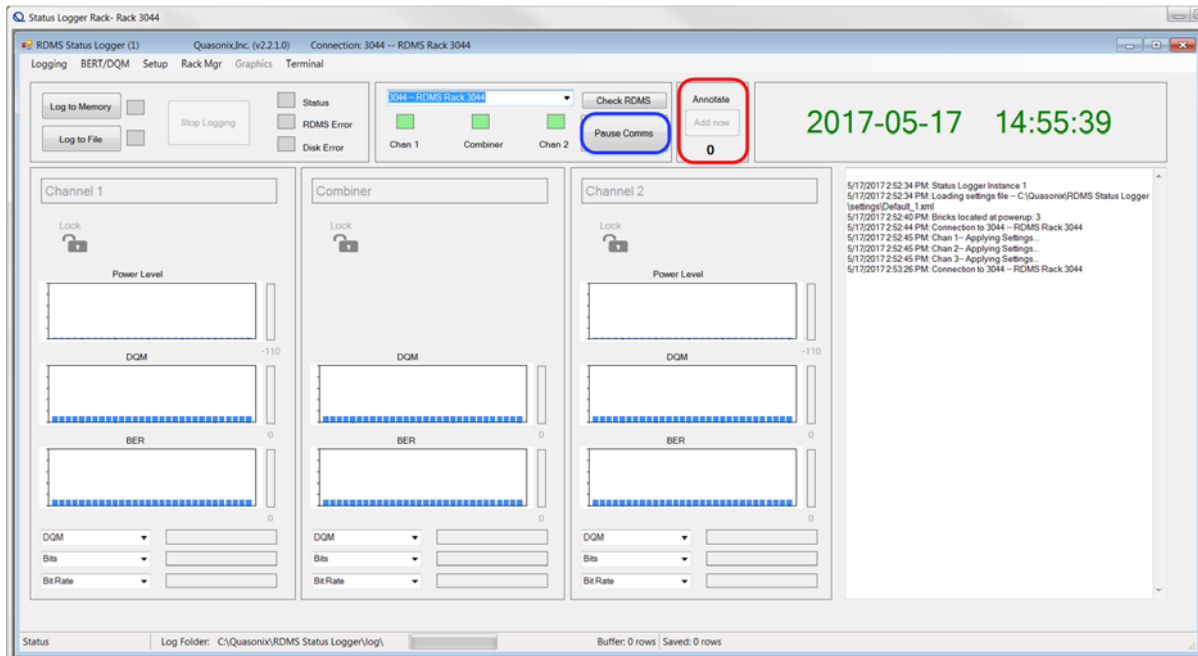 Status Logger Rack- Rack 3044
RDMS Status Logger (1) Quasonix,Inc. (v2.2.1.0) Connection: 3044 -- RDMS Rack 3044
Logging BERT/DQM Setup Rack Mgr Graphics Terminal
Log to Memory
Log to File
Stop Logging
Status
RDMS Error
Disk Error
3044 -- RDMS Rack 3044
Check RDMS
Chan 1 Combiner Chan 2
Pause Comms
Annotate
Add now
0
2017-05-17 14:55:39
Channel 1
Lock
Power Level
-110
DQM
0
BER
0
DQM
Bits
Bit Rate
Combiner
Lock
DQM
0
BER
0
DQM
Bits
Bit Rate
Channel 2
Lock
Power Level
-110
DQM
0
BER
0
DQM
Bits
Bit Rate
5/17/2017 2:52:34 PM: Status Logger Instance 1
5/17/2017 2:52:34 PM: Loading settings file -- C:\Quasonix\RDMS Status Logger
\settings\Default_1.xml
5/17/2017 2:52:40 PM: Bricks located at powerup: 3
5/17/2017 2:52:44 PM: Connection to 3044 -- RDMS Rack 3044
5/17/2017 2:52:45 PM: Chan 1-- Applying Settings...
5/17/2017 2:52:45 PM: Chan 2-- Applying Settings...
5/17/2017 2:52:45 PM: Chan 3-- Applying Settings...
5/17/2017 2:53:26 PM: Connection to 3044 -- RDMS Rack 3044
Status Log Folder: C:\Quasonix\RDMS Status Logger\log\ Buffer: 0 rows Saved: 0 rows